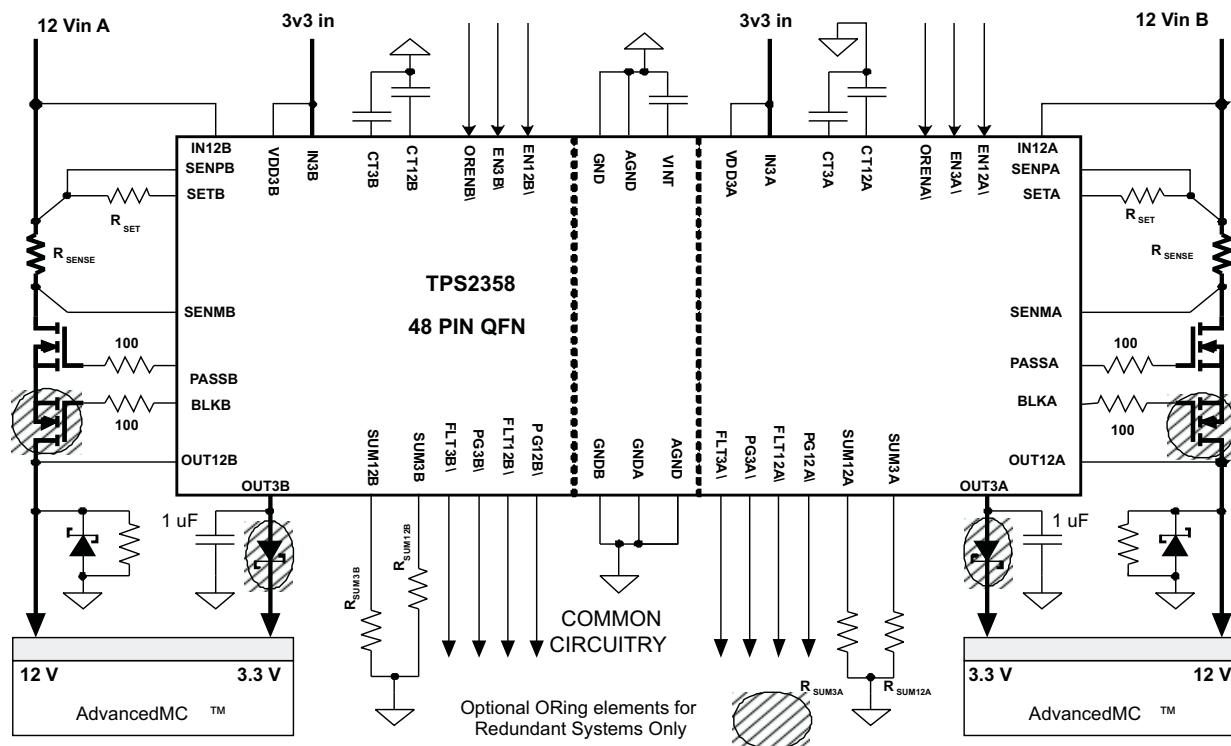 12 Vin A
3v3 in
3v3 in
12 Vin B
IN12B
VDD3B
IN3B
CT3B
CT12B
ORENB\
EN3B\
EN12B\
GND
AGND
VINT
VDD3A
IN3A
CT3A
CT12A
ORENA\
EN3A\
EN12A\
IN12A
SENPB
SENPA
SETB
SETA
R SET
R SET
R SENSE
R SENSE
TPS2358
48 PIN QFN
SENMB
SENMA
100
100
PASSB
PASSA
BLKB
BLKA
100
100
OUT12B
OUT12A
SUM12B
SUM3B
FLT3B\
PG3B\
FLT12B\
PG12B\
GNDB
GNDA
AGND
FLT3A\
PG3A\
FLT12A\
PG12A\
SUM12A
SUM3A
OUT3B
OUT3A
1 uF
1 uF
R SUM3B
R SUM12B
COMMON
CIRCUITRY
12 V
3.3 V
3.3 V
12 V
R SUM3A
R SUM12A
AdvancedMC ™
AdvancedMC ™
Optional ORing elements for
Redundant Systems Only